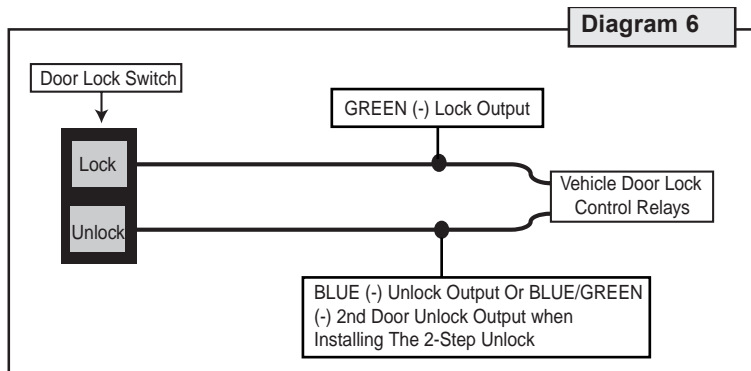 Diagram 6
Door Lock Switch
GREEN (-) Lock Output
Lock
Vehicle Door Lock
Control Relays
Unlock
BLUE (-) Unlock Output Or BLUE/GREEN
(-) 2nd Door Unlock Output when
Installing The 2-Step Unlock